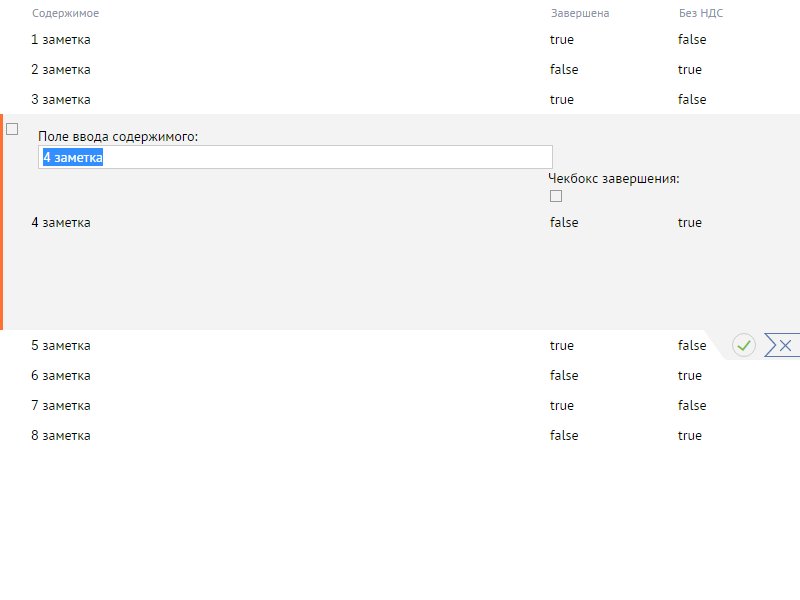 Содержимое Завершена Без НДС
1 заметка true false
2 заметка false true
3 заметка true false
Поле ввода содержимого:
4 заметка
Чекбокс завершения:
4 заметка false true
5 заметка true false
6 заметка false true
7 заметка true false
8 заметка false true